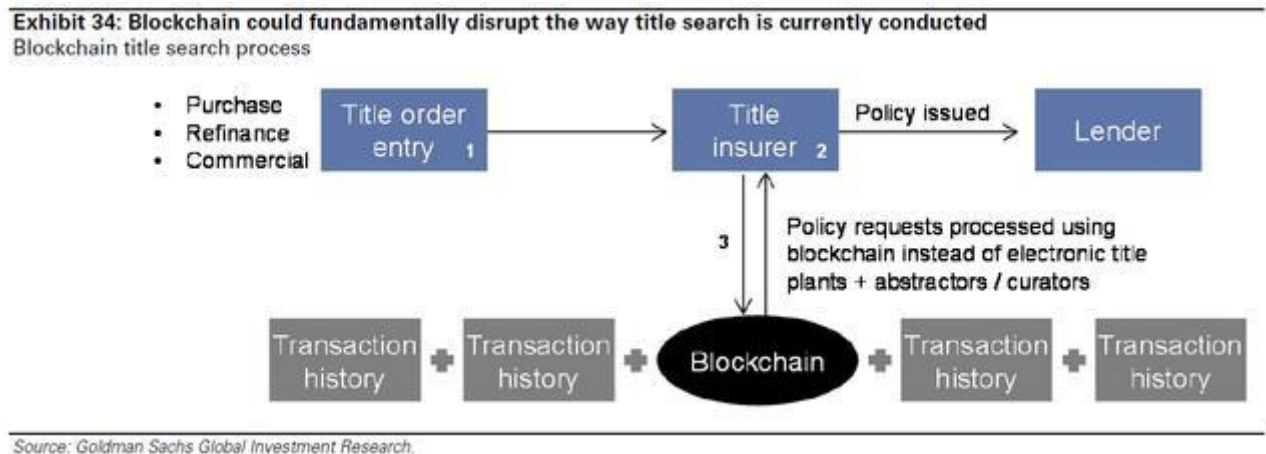 Exhibit 34: Blockchain could fundamentally disrupt the way title search is currently conducted
Blockchain title search process
• Purchase
• Refinance
• Commercial
Title order
entry 1
Title
insurer 2
Policy issued
Lender
3
Policy requests processed using
blockchain instead of electronic title
plants + abstractors / curators
Transaction
history
+
Transaction
history
+
Blockchain
+
Transaction
history
+
Transaction
history
Source: Goldman Sachs Global Investment Research.